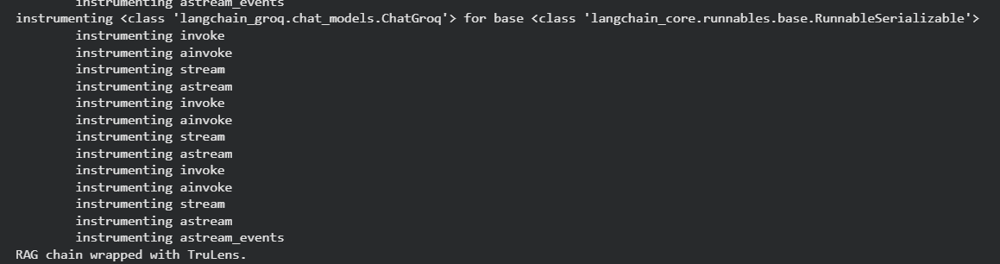 instrumenting astream_events
instrumenting <class 'langchain_groq.chat_models.ChatGroq'> for base <class 'langchain_core.runnables.base.RunnableSerializable'>
instrumenting invoke
instrumenting ainvoke
instrumenting stream
instrumenting astream
instrumenting invoke
instrumenting ainvoke
instrumenting stream
instrumenting astream
instrumenting invoke
instrumenting ainvoke
instrumenting stream
instrumenting astream
instrumenting astream_events
RAG chain wrapped with TruLens.